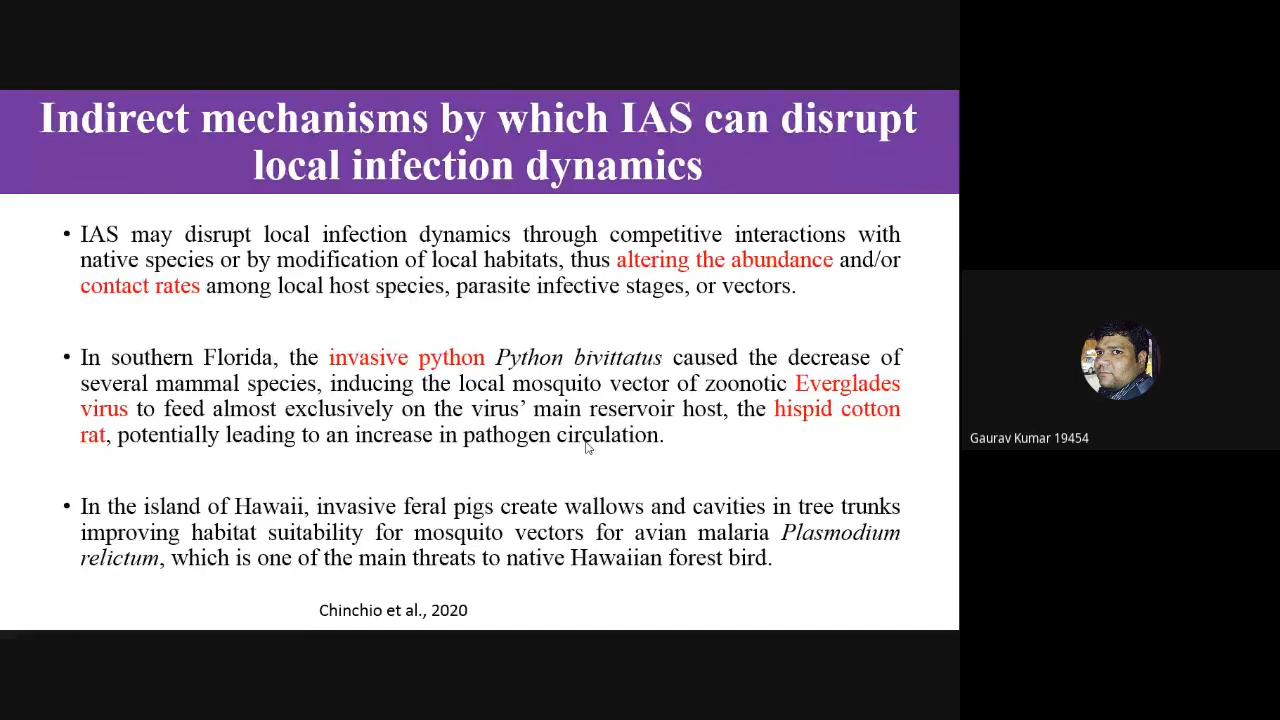 Indirect mechanisms by which IAS can disrupt
local infection dynamics
• IAS may disrupt local infection dynamics through competitive interactions with
native species or by modification of local habitats, thus altering the abundance and/or
contact rates among local host species, parasite infective stages, or vectors.
• In southern Florida, the invasive python Python bivittatus caused the decrease of
several mammal species, inducing the local mosquito vector of zoonotic Everglades
virus to feed almost exclusively on the virus’ main reservoir host, the hispid cotton
rat, potentially leading to an increase in pathogen circulation.
• In the island of Hawaii, invasive feral pigs create wallows and cavities in tree trunks
improving habitat suitability for mosquito vectors for avian malaria Plasmodium
relictum, which is one of the main threats to native Hawaiian forest bird.
Chinchio et al., 2020
Gaurav Kumar 19454